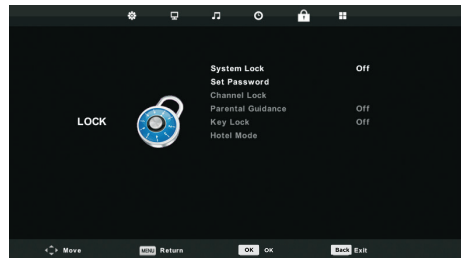 System Lock Off
Set Password
Channel Lock
Parental Guidance Off
LOCK
Key Lock Off
Hotel Mode
Move MENU Return OK OK Back Exit